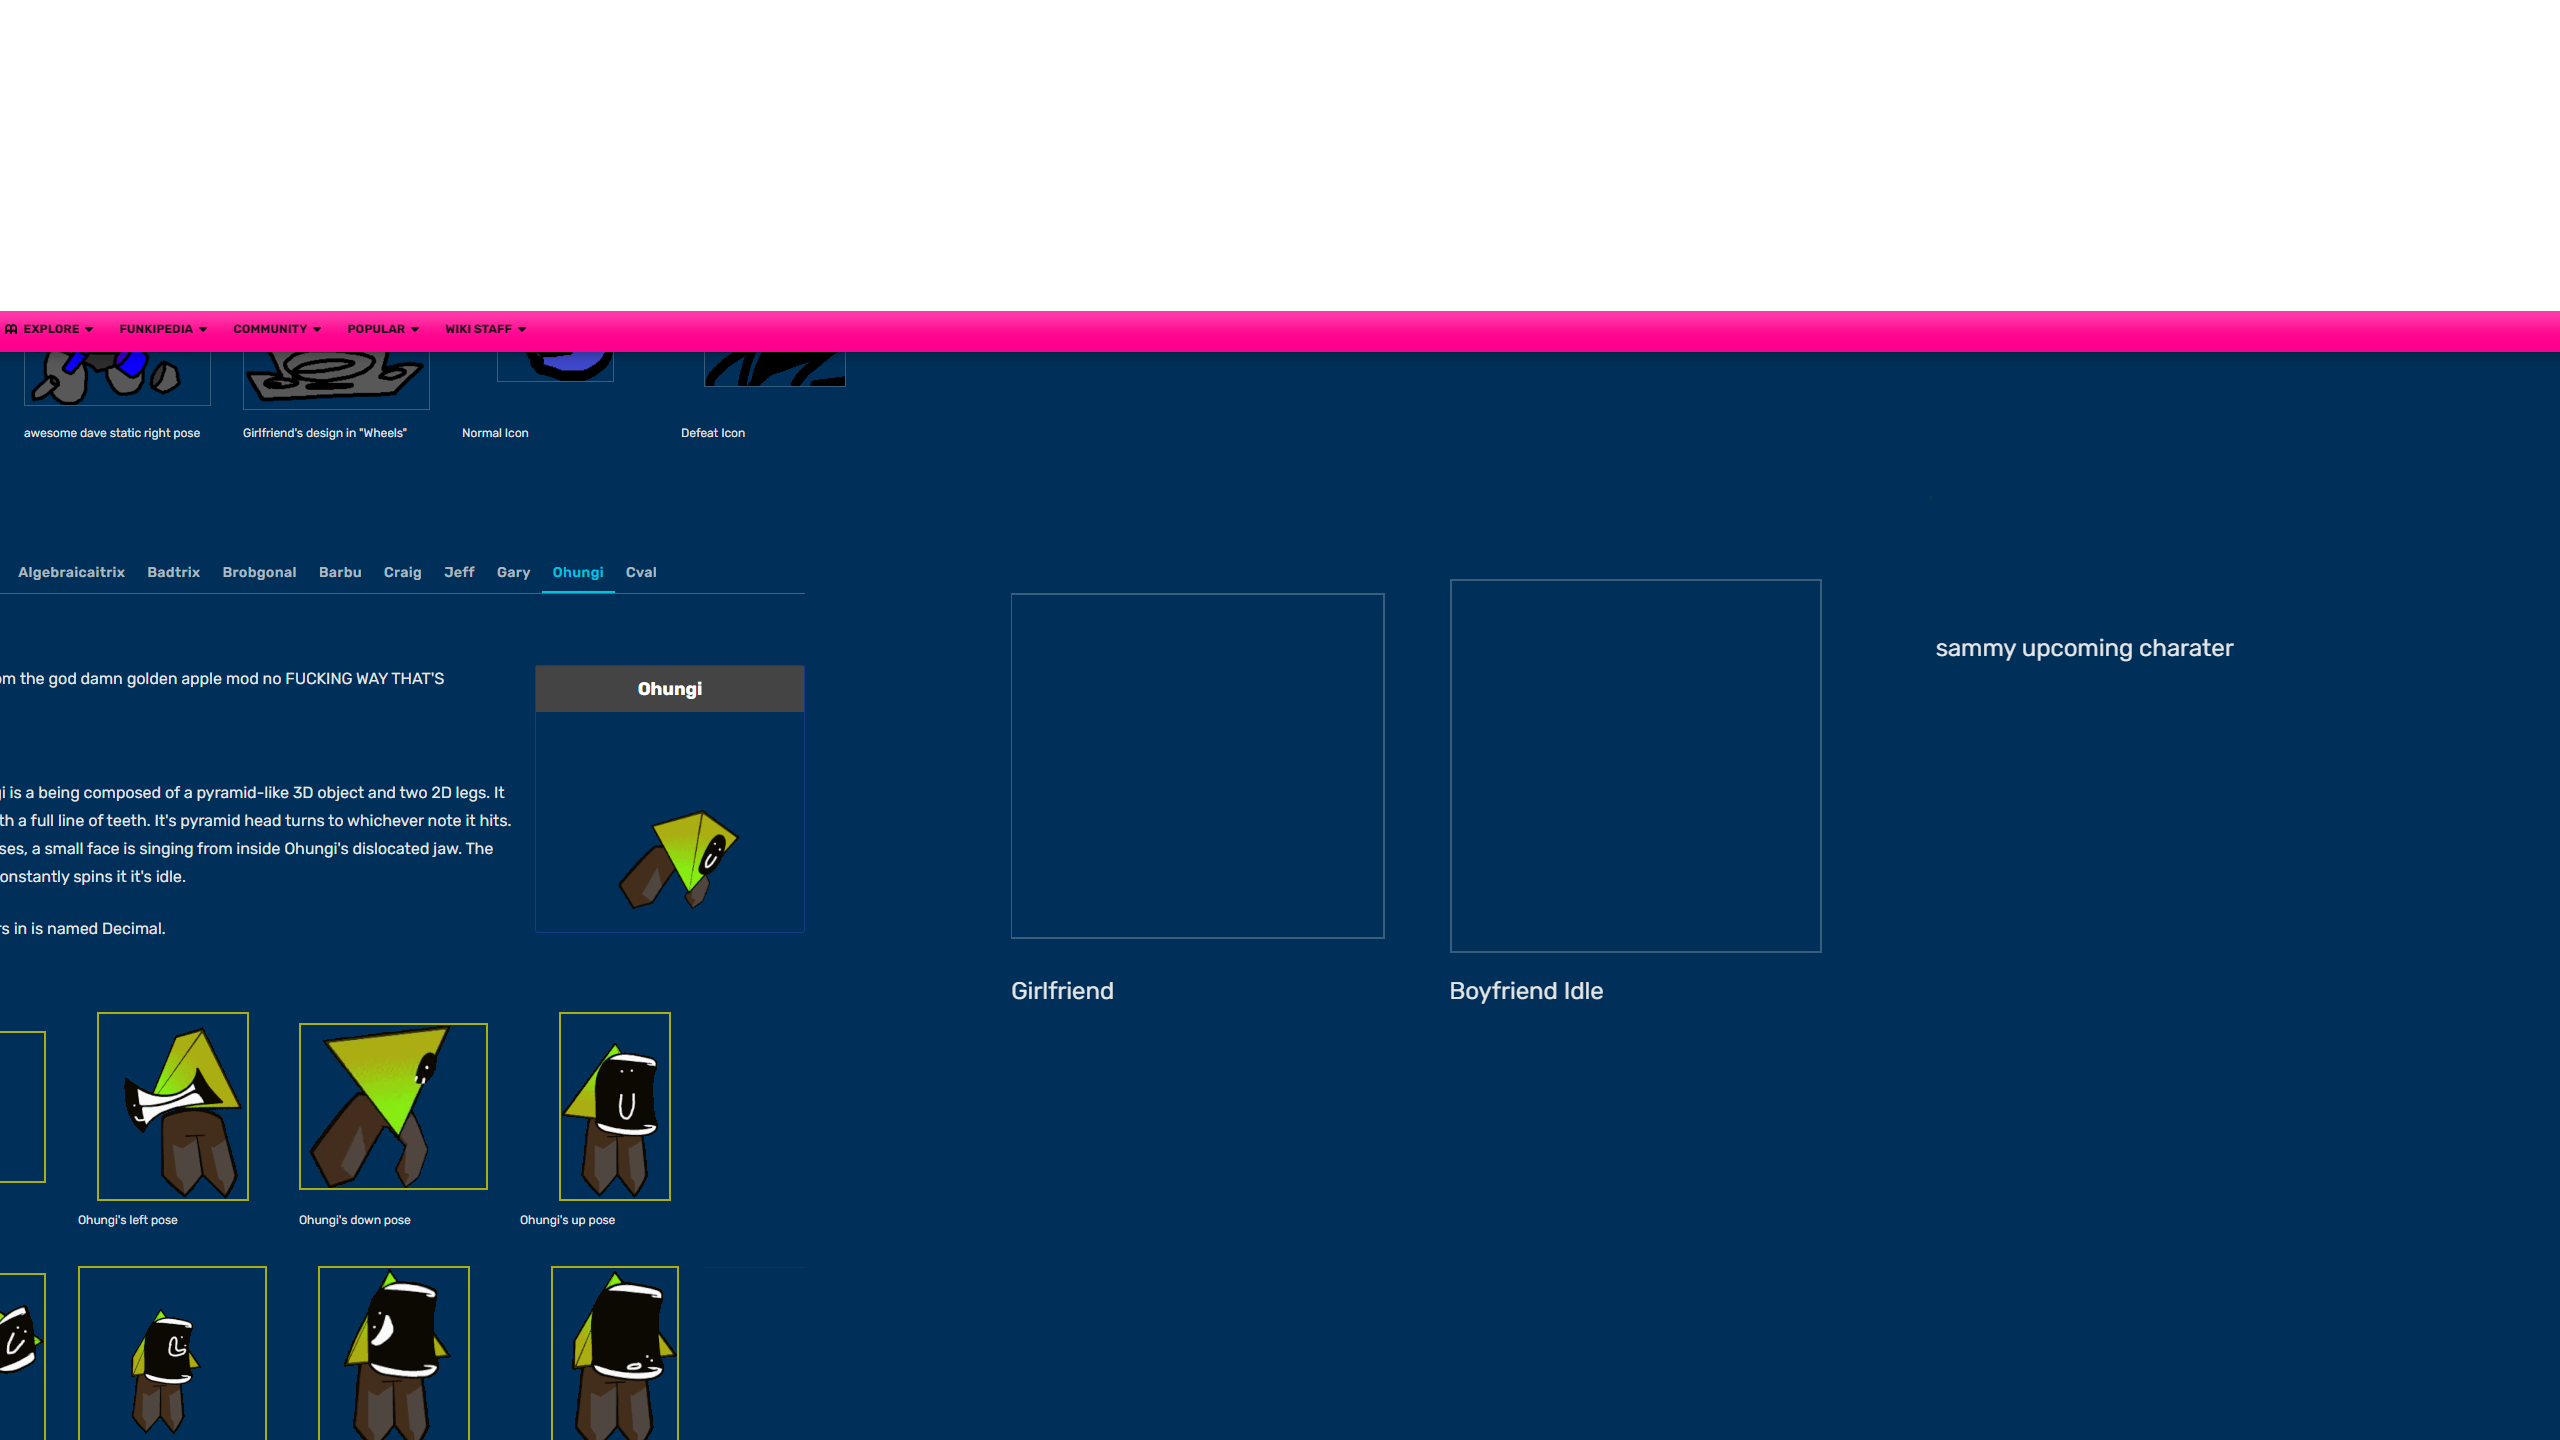 EXPLORE FUNKIPEDIA COMMUNITY POPULAR WIKI STAFF
awesome dave static right pose
Girlfriend's design in "Wheels"
Normal Icon
Defeat Icon
Algebraicaitrix Badtrix Brobgonal Barbu Craig Jeff Gary Ohungi Cval
om the god damn golden apple mod no FUCKING WAY THAT'S
i is a being composed of a pyramid-like 3D object and two 2D legs. It
th a full line of teeth. It's pyramid head turns to whichever note it hits.
ses, a small face is singing from inside Ohungi's dislocated jaw. The
onstantly spins it it's idle.
rs in is named Decimal.
Ohungi
Ohungi's left pose
Ohungi's down pose
Ohungi's up pose
Girlfriend
Boyfriend Idle
sammy upcoming charater